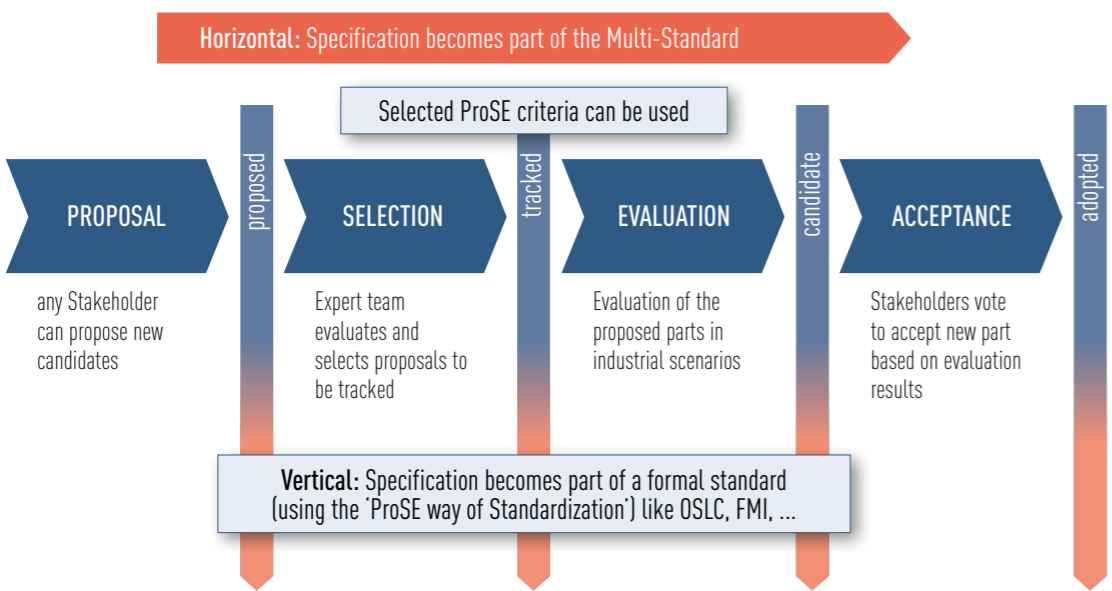 Horizontal: Specification becomes part of the Multi-Standard
Selected ProSE criteria can be used
PROPOSAL
proposed
SELECTION
tracked
EVALUATION
candidate
ACCEPTANCE
adopted
any Stakeholder
can propose new
candidates
Expert team
evaluates and
selects proposals to
be tracked
Evaluation of the
proposed parts in
industrial scenarios
Stakeholders vote
to accept new part
based on evaluation
results
Vertical: Specification becomes part of a formal standard
(using the ‘ProSE way of Standardization’) like OSLC, FMI, ...